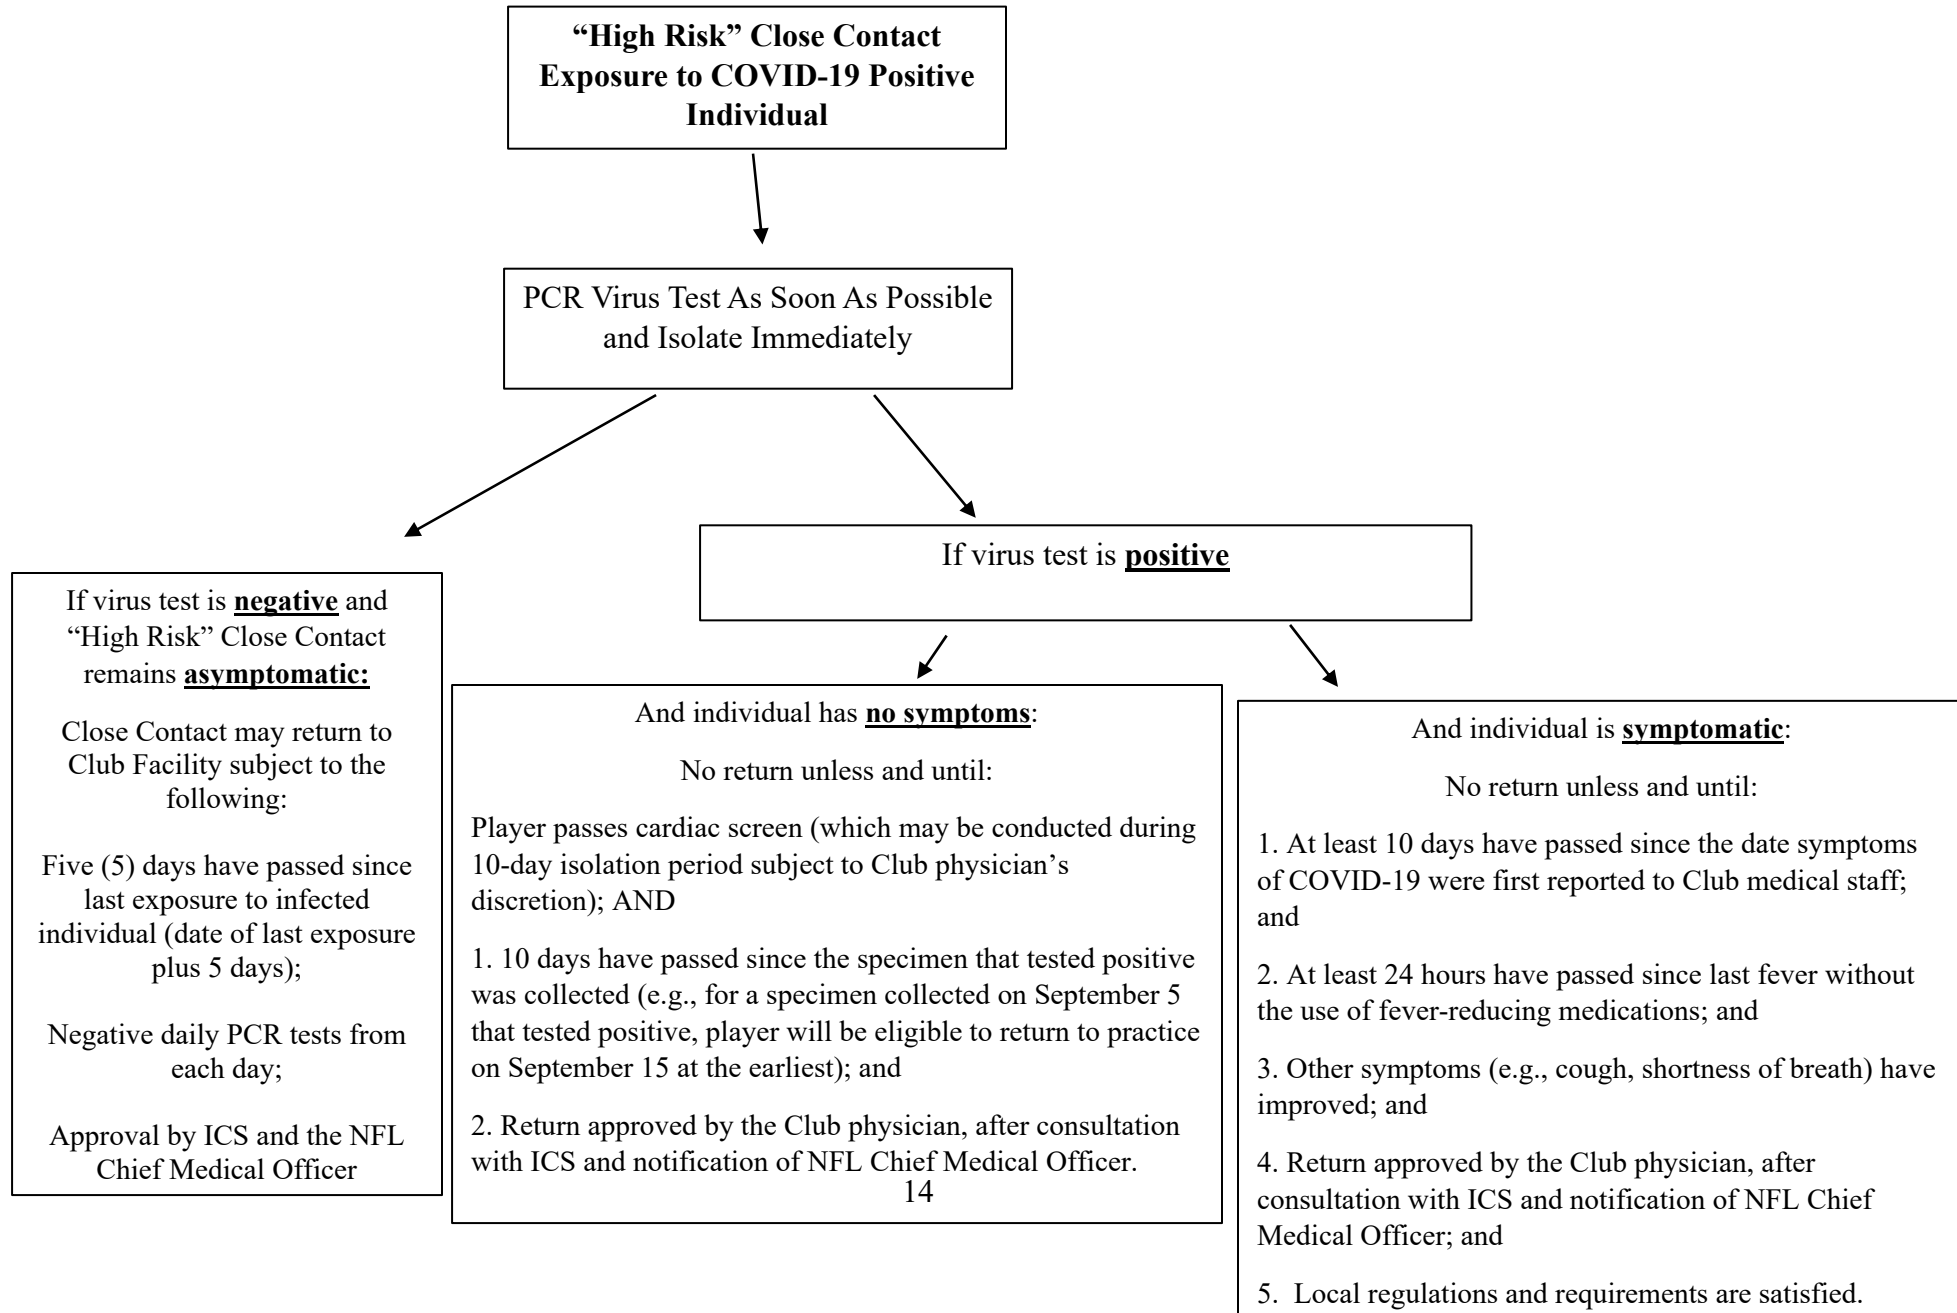 “High Risk” Close Contact
Exposure to COVID-19 Positive
Individual
PCR Virus Test As Soon As Possible
and Isolate Immediately
If virus test is negative and
“High Risk” Close Contact
remains asymptomatic:
Close Contact may return to
Club Facility subject to the
following:
Five (5) days have passed since
last exposure to infected
individual (date of last exposure
plus 5 days);
Negative daily PCR tests from
each day;
Approval by ICS and the NFL
Chief Medical Officer
If virus test is positive
And individual has no symptoms:
No return unless and until:
Player passes cardiac screen (which may be conducted during
10-day isolation period subject to Club physician’s
discretion); AND
1. 10 days have passed since the specimen that tested positive
was collected (e.g., for a specimen collected on September 5
that tested positive, player will be eligible to return to practice
on September 15 at the earliest); and
2. Return approved by the Club physician, after consultation
with ICS and notification of NFL Chief Medical Officer.
14
And individual is symptomatic:
No return unless and until:
1. At least 10 days have passed since the date symptoms
of COVID-19 were first reported to Club medical staff;
and
2. At least 24 hours have passed since last fever without
the use of fever-reducing medications; and
3. Other symptoms (e.g., cough, shortness of breath) have
improved; and
4. Return approved by the Club physician, after
consultation with ICS and notification of NFL Chief
Medical Officer; and
5. Local regulations and requirements are satisfied.